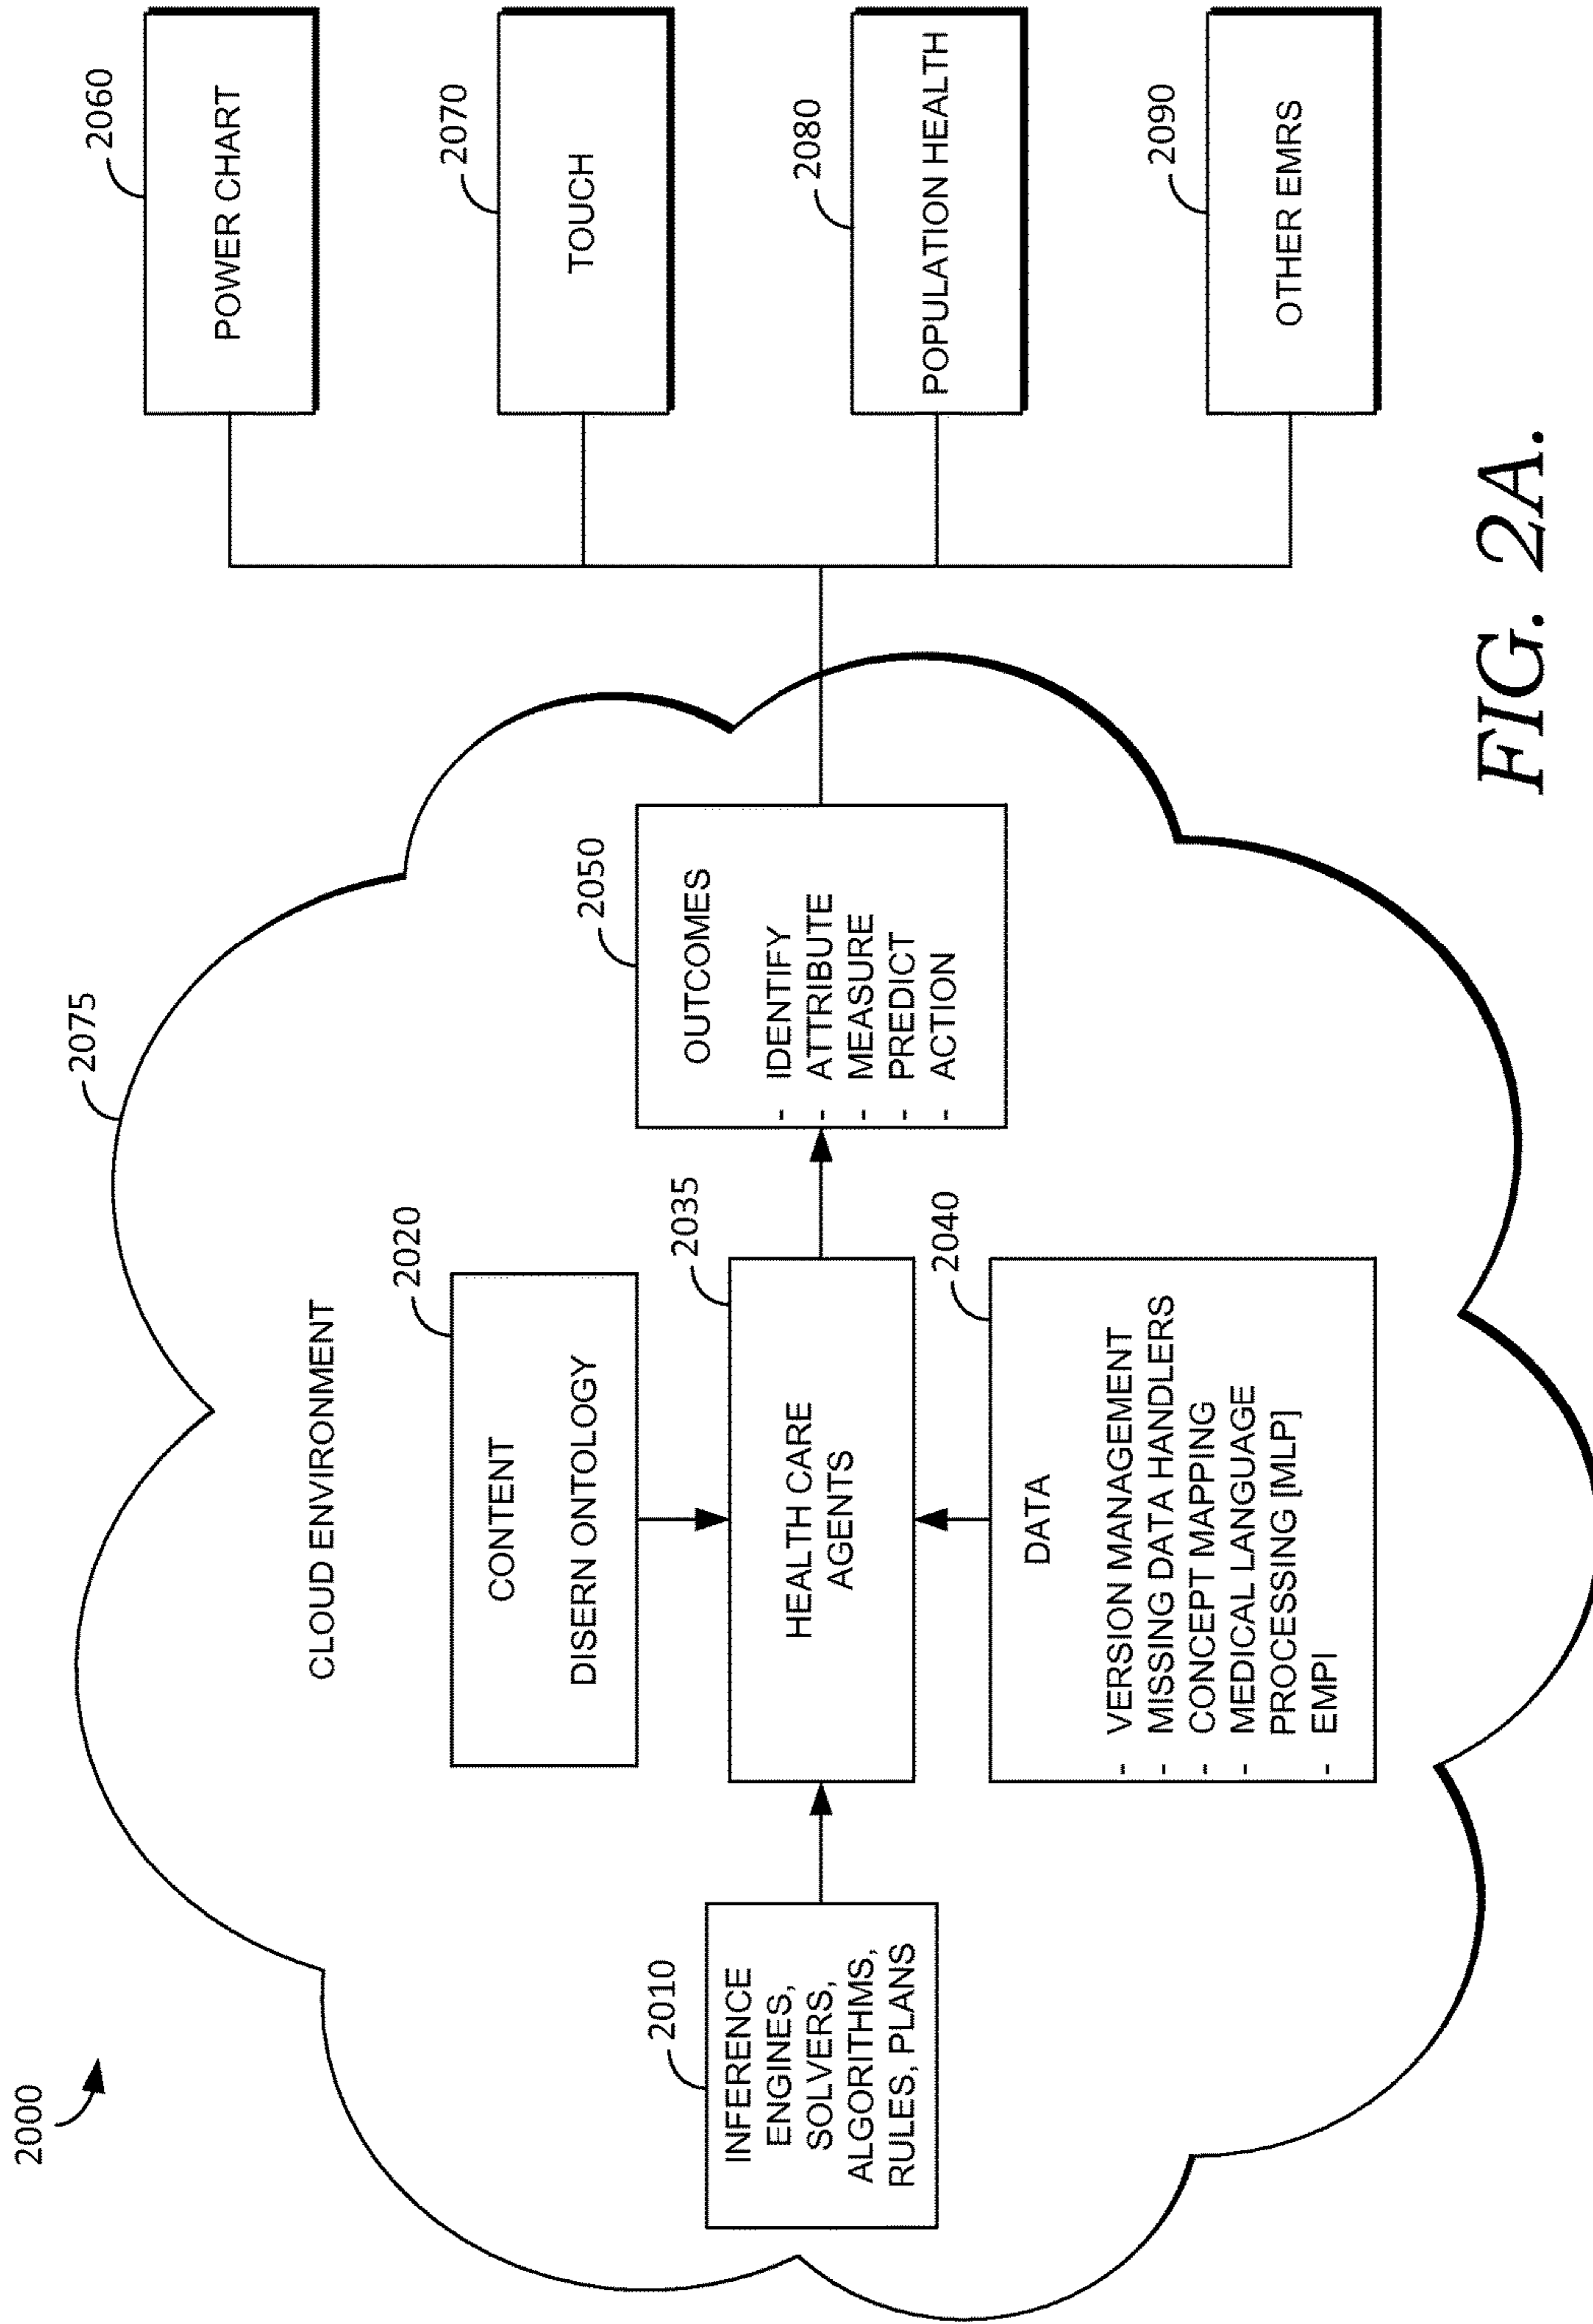 2000
2075
CLOUD ENVIRONMENT
2010
INFERENCE
ENGINES,
SOLVERS,
ALGORITHMS,
RULES, PLANS
2020
CONTENT
DISERN ONTOLOGY
2035
HEALTH CARE
AGENTS
2040
DATA
- VERSION MANAGEMENT
- MISSING DATA HANDLERS
- CONCEPT MAPPING
- MEDICAL LANGUAGE
PROCESSING [MLP]
- EMPI
2050
OUTCOMES
- IDENTIFY
- ATTRIBUTE
- MEASURE
- PREDICT
- ACTION
2060
POWER CHART
2070
TOUCH
2080
POPULATION HEALTH
2090
OTHER EMRS
FIG. 2A.